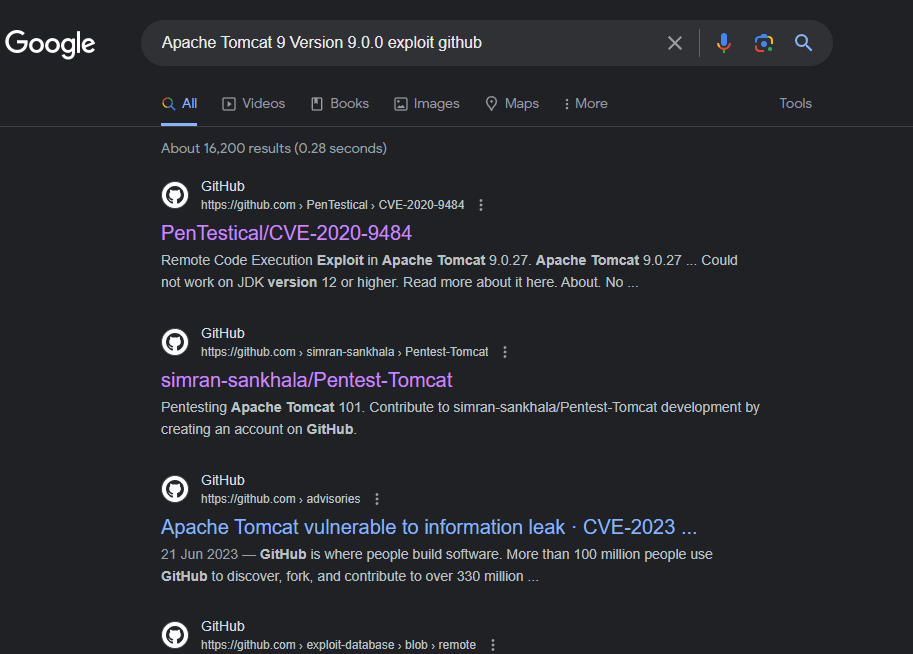 Google
Apache Tomcat 9 Version 9.0.0 exploit github
All Videos Books Images Maps More Tools
About 16,200 results (0.28 seconds)
GitHub
https://github.com › PenTestical › CVE-2020-9484
PenTestical/CVE-2020-9484
Remote Code Execution Exploit in Apache Tomcat 9.0.27. Apache Tomcat 9.0.27 ... Could
not work on JDK version 12 or higher. Read more about it here. About. No ...
GitHub
https://github.com › simran-sankhala › Pentest-Tomcat
simran-sankhala/Pentest-Tomcat
Pentesting Apache Tomcat 101. Contribute to simran-sankhala/Pentest-Tomcat development by
creating an account on GitHub.
GitHub
https://github.com › advisories
Apache Tomcat vulnerable to information leak · CVE-2023 ...
21 Jun 2023 — GitHub is where people build software. More than 100 million people use
GitHub to discover, fork, and contribute to over 330 million ...
GitHub
https://github.com › exploit-database › blob › remote